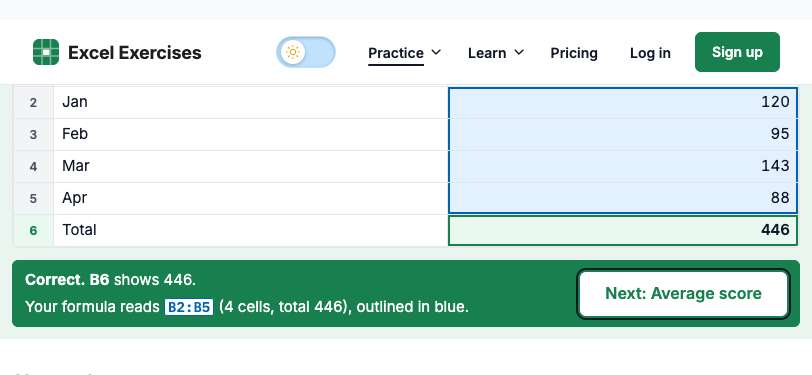 Excel Exercises
Practice Learn Pricing Log in Sign up
2 Jan 120
3 Feb 95
4 Mar 143
5 Apr 88
6 Total 446
Correct. B6 shows 446.
Your formula reads B2:B5 (4 cells, total 446), outlined in blue.
Next: Average score